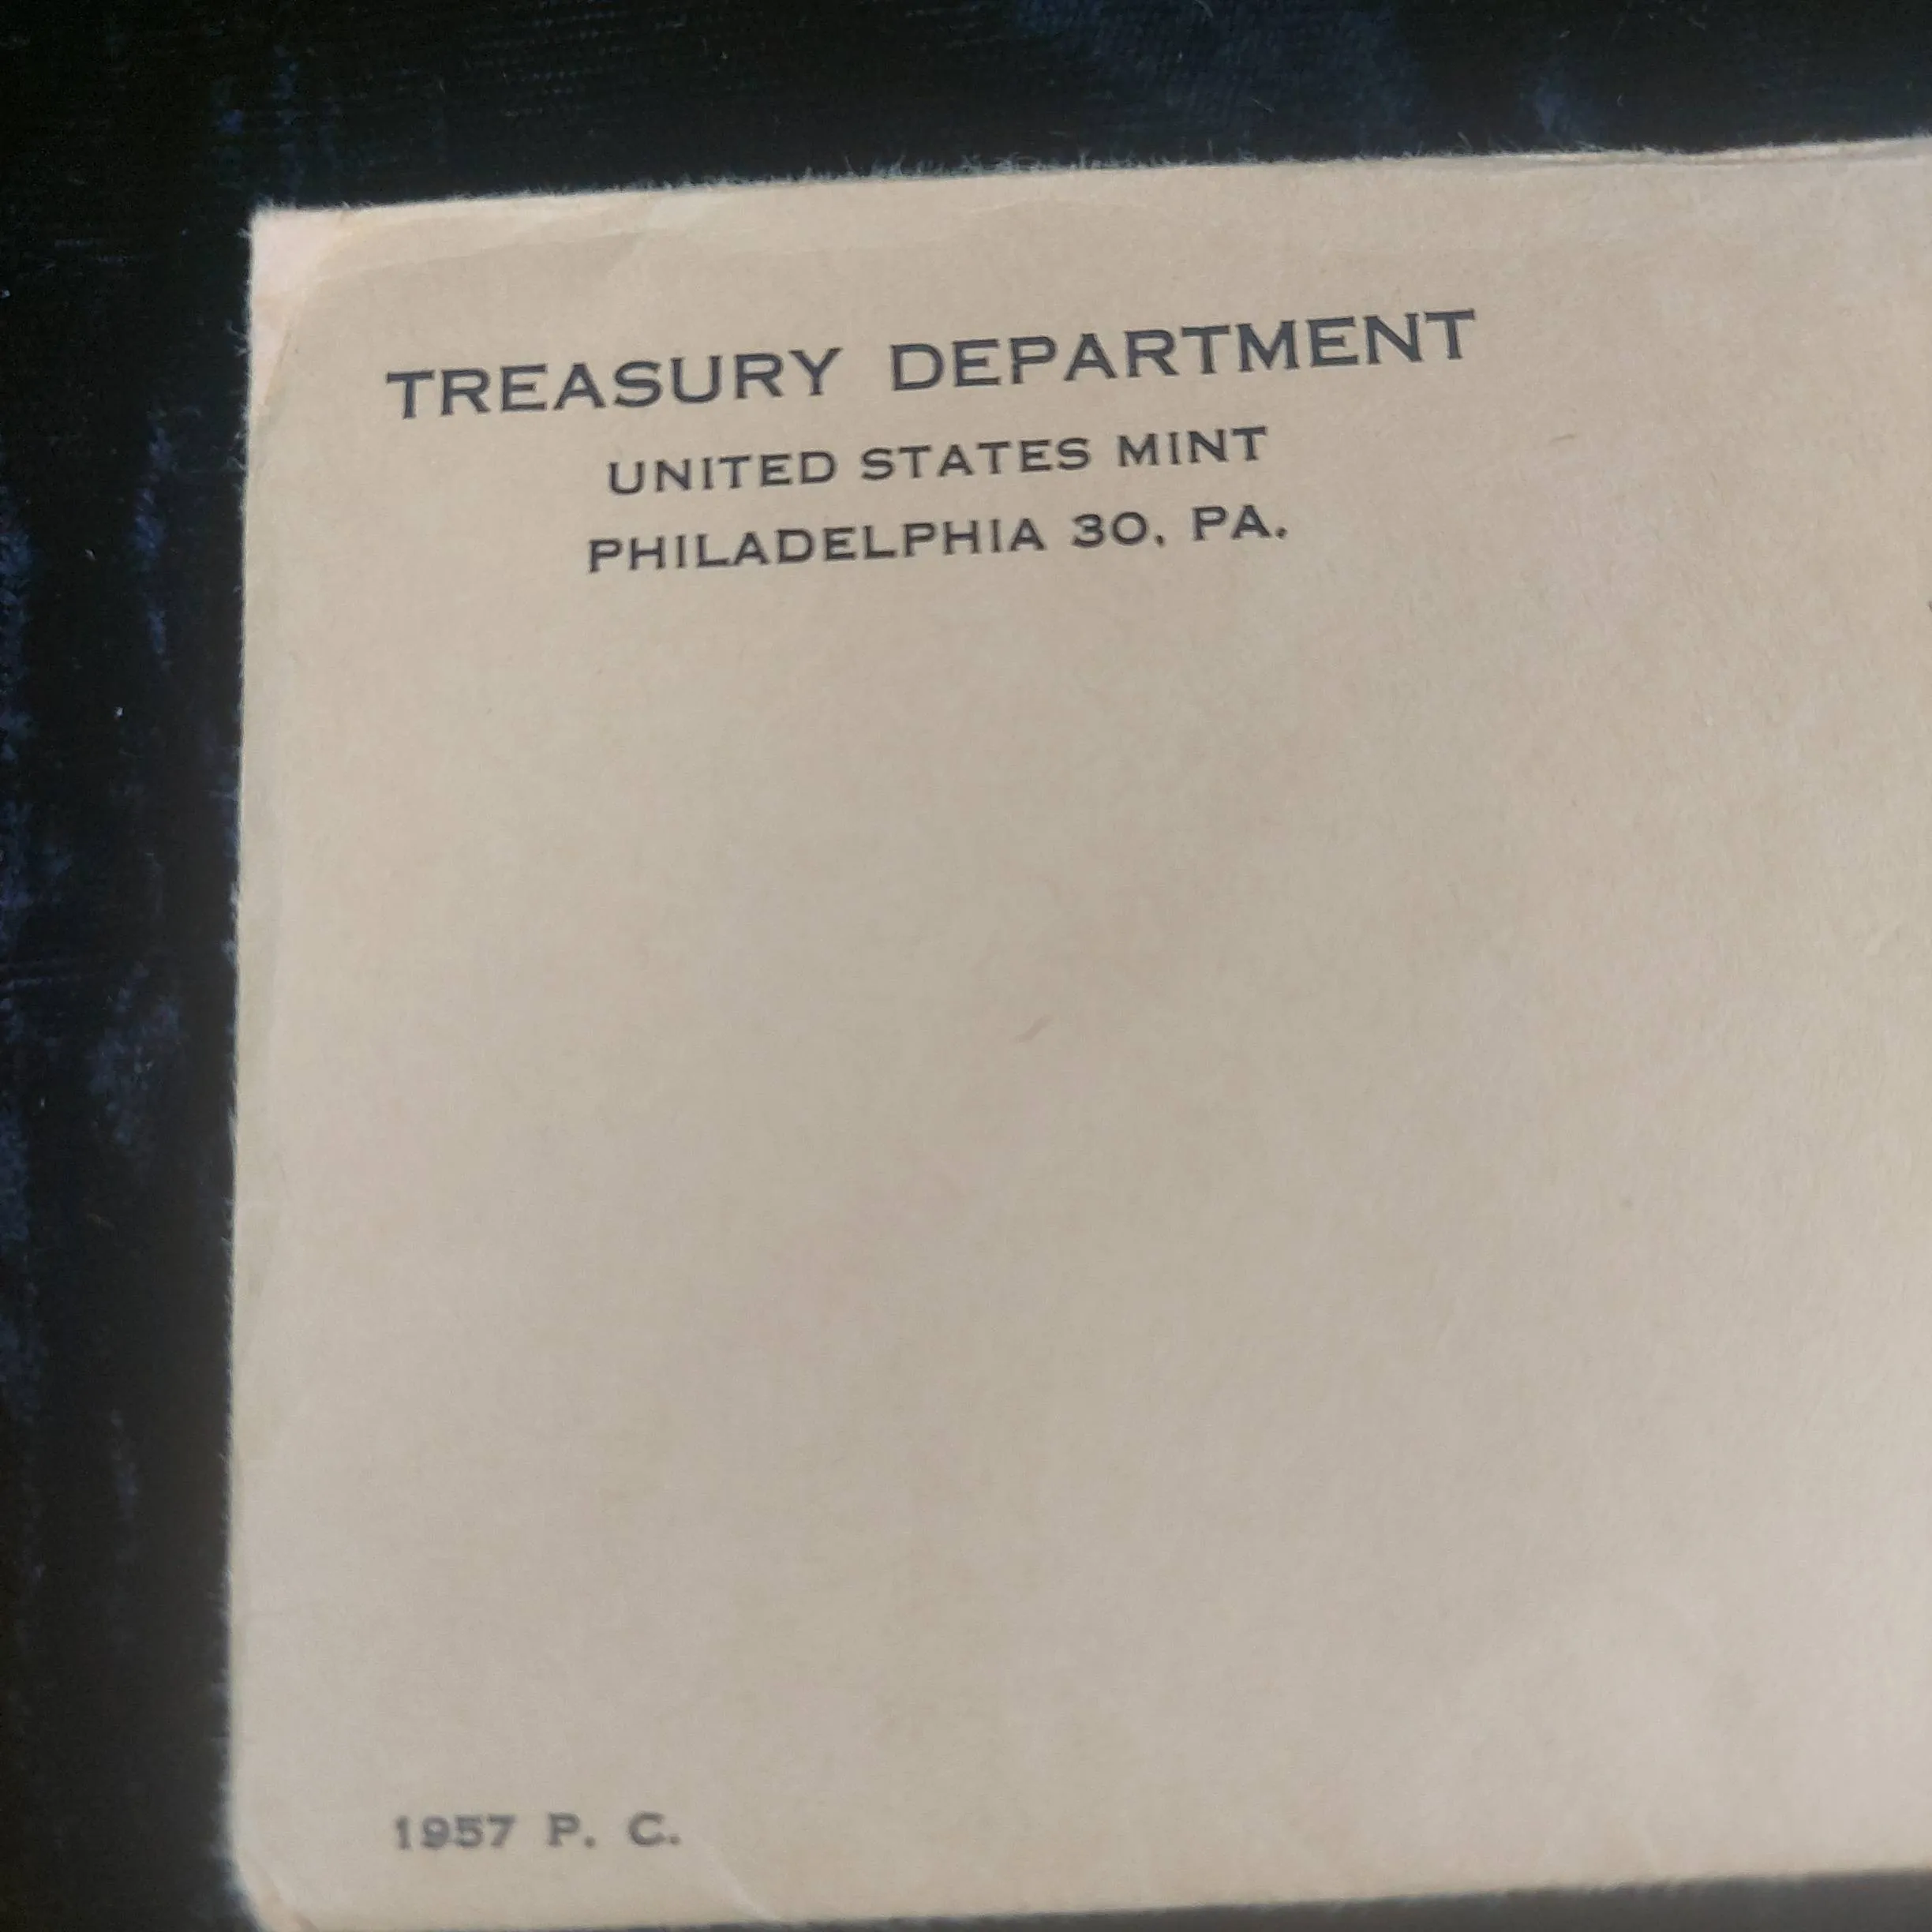 TREASURY DEPARTMENT
UNITED STATES MINT
PHILADELPHIA 30, PA.
1957 P. C.